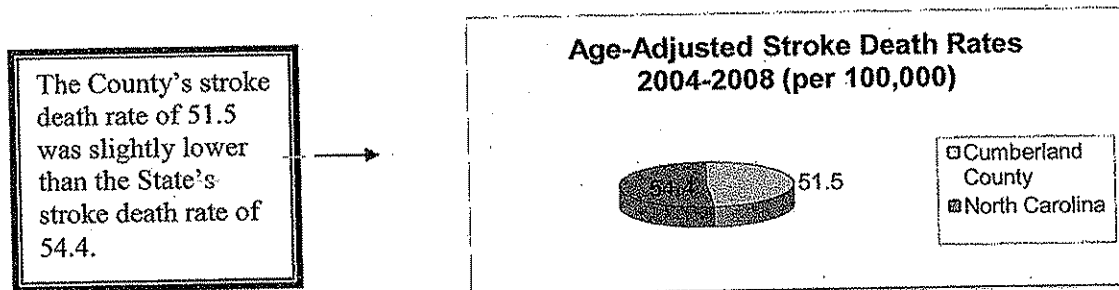 The County's stroke
death rate of 51.5
was slightly lower
than the State's
stroke death rate of
54.4.
Age-Adjusted Stroke Death Rates
2004-2008 (per 100,000)
54.4
51.5
Cumberland
County
North Carolina